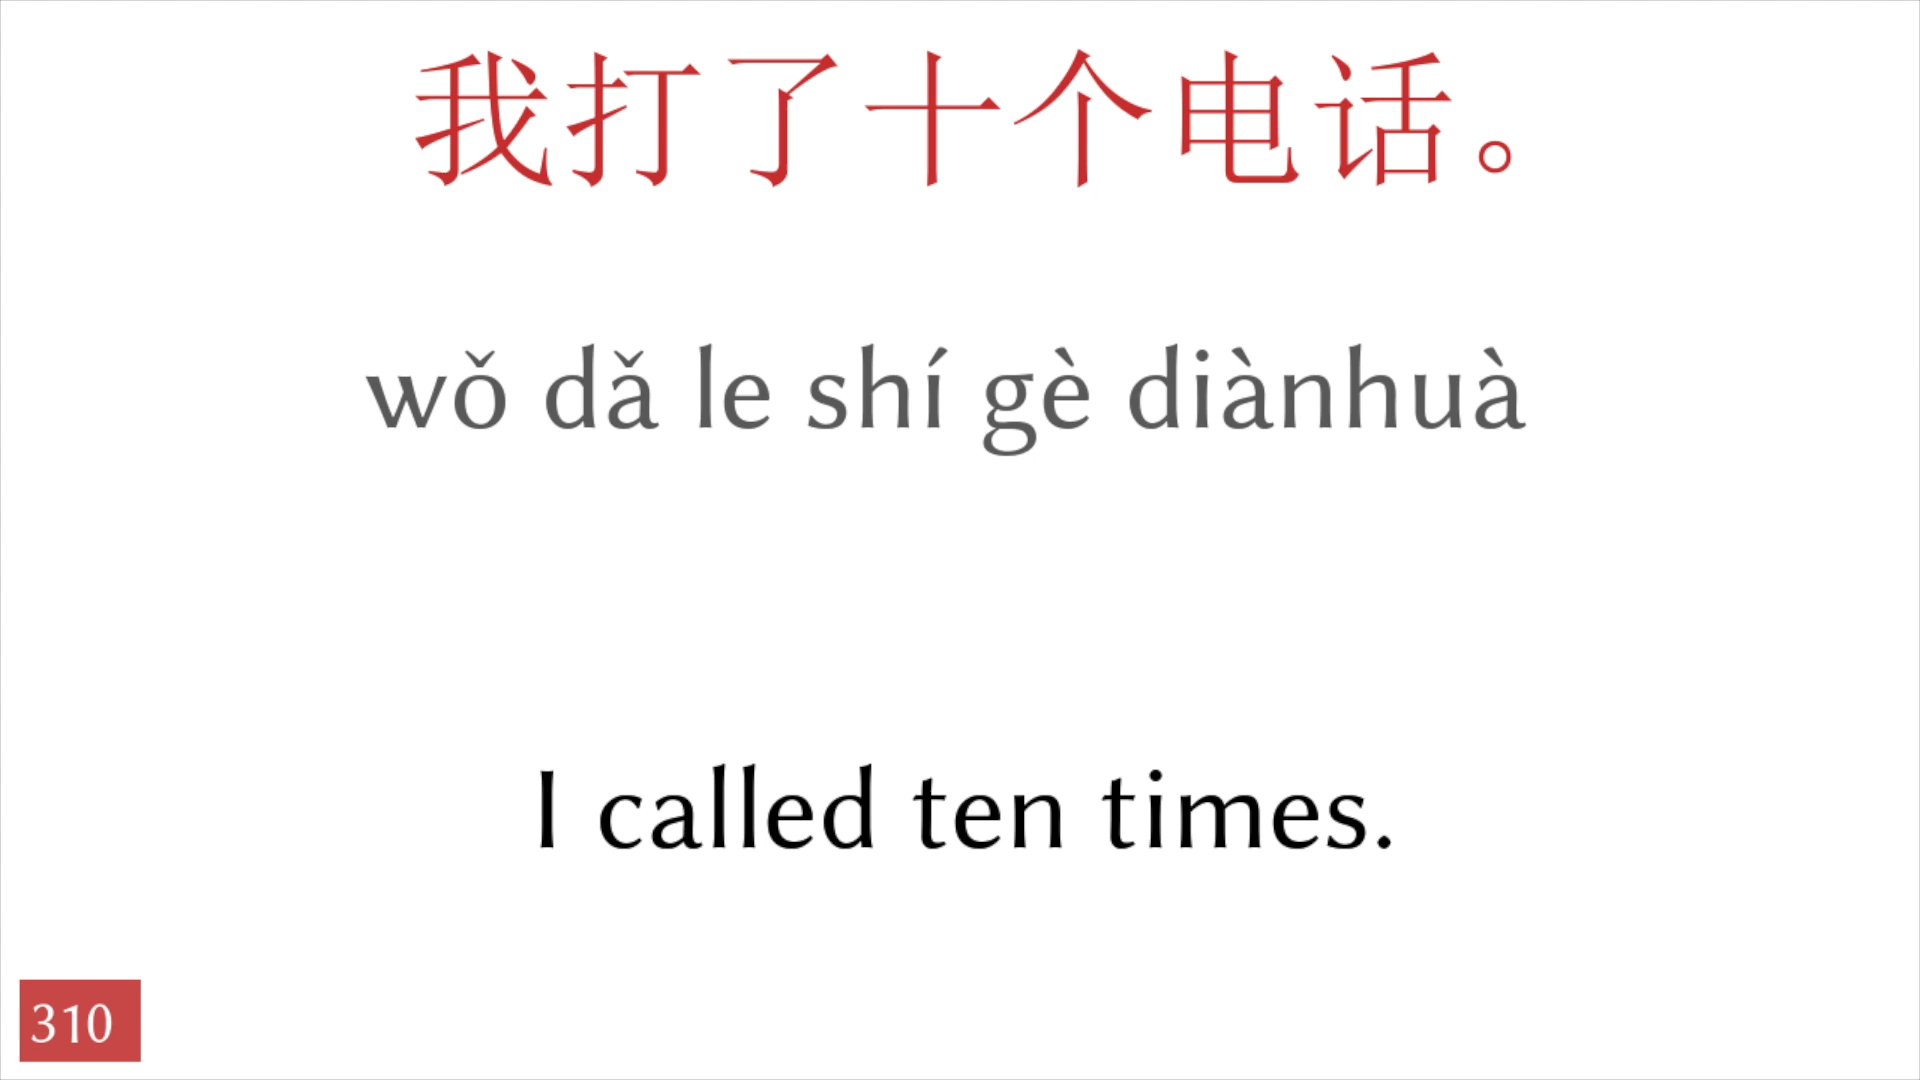 我打了十个电话。
wǒ dǎ le shí gè diànhuà
I called ten times.
310